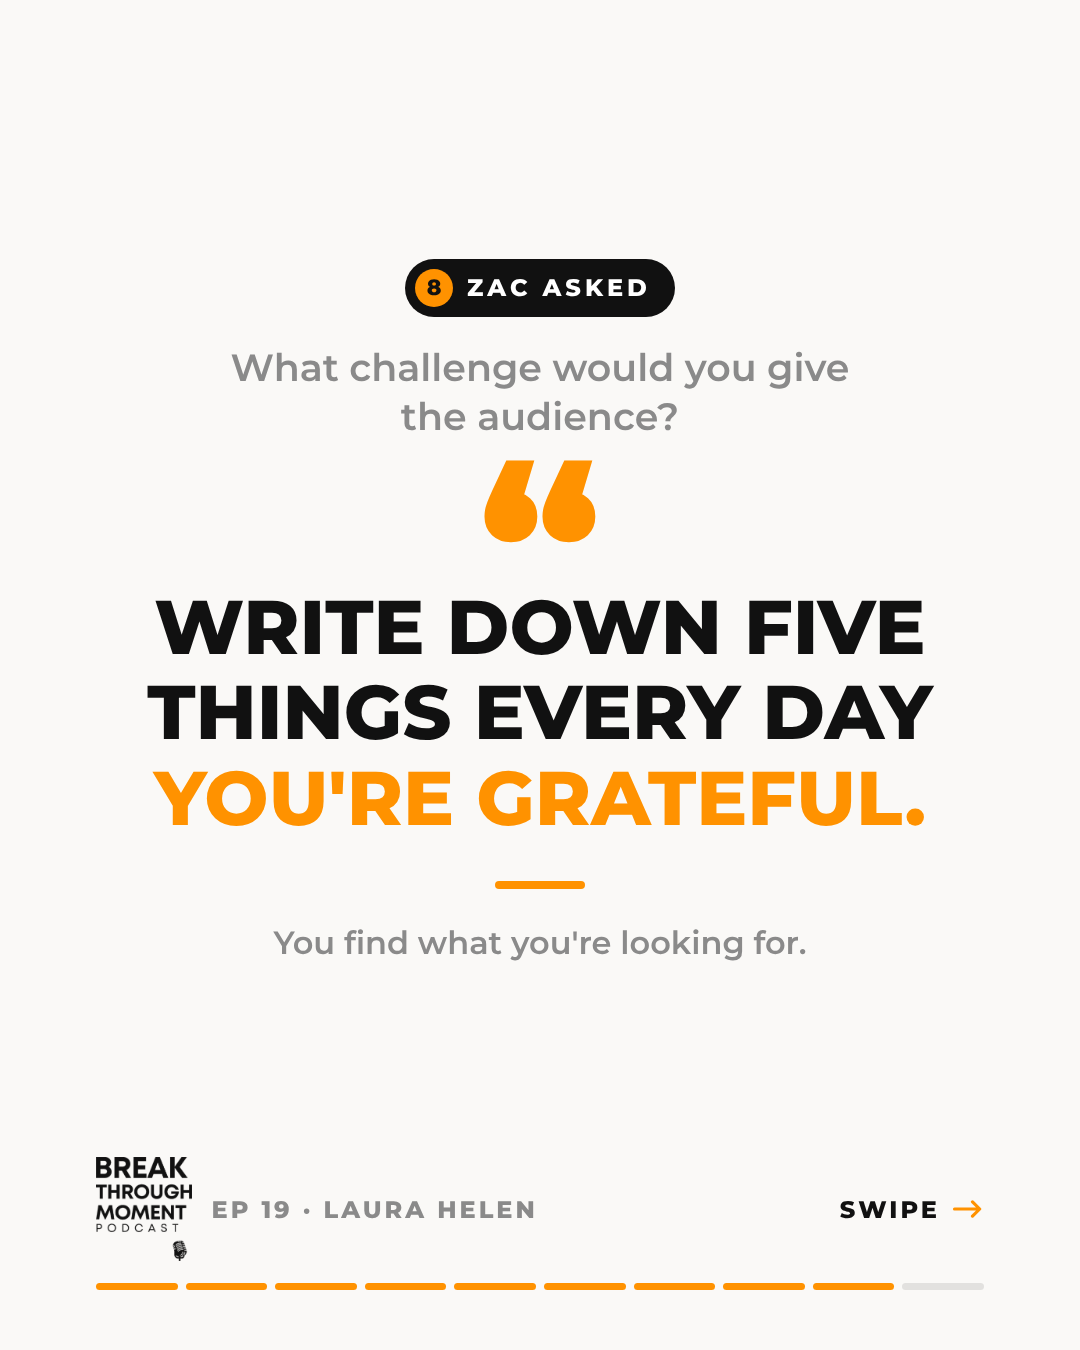 8 ZAC ASKED
What challenge would you give
the audience?
“
WRITE DOWN FIVE
THINGS EVERY DAY
YOU'RE GRATEFUL.
You find what you're looking for.
BREAK
THROUGH
MOMENT
PODCAST
EP 19 · LAURA HELEN
SWIPE →